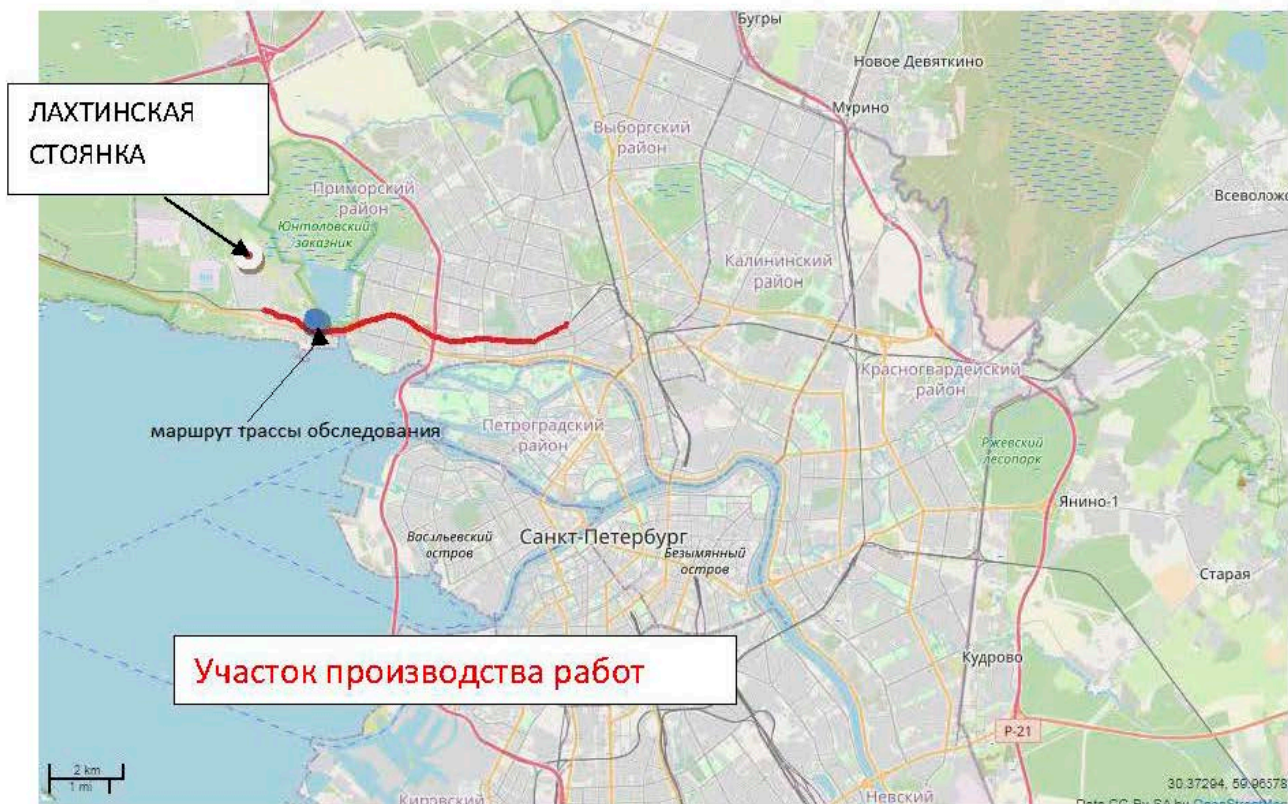 Бугры
Новое Девяткино
Мурино
ЛАХТИНСКАЯ
СТОЯНКА
Выборгский
район
Приморский
район
Всеволожс
Юнтоловский
заказник
Калининский
район
Красногвардейский
район
маршрут трассы обследования
Петроградский
район
Ржевский
лесопарк
Янино-1
Васильевский
остров
Санкт-Петербург
Безымянный
остров
Старая
Участок производства работ
Кудрово
Р-21
2 km
1 mi
30.37294, 59.96578
Кировский
Невский